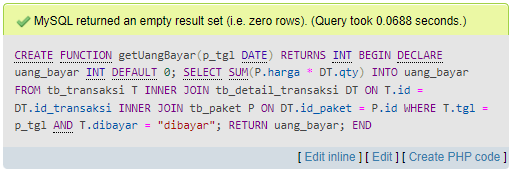 MySQL returned an empty result set (i.e. zero rows). (Query took 0.0688 seconds.)
CREATE FUNCTION getUangBayar(p_tgl DATE) RETURNS INT BEGIN DECLARE
uang_bayar INT DEFAULT 0; SELECT SUM(P.harga * DT.qty) INTO uang_bayar
FROM tb_transaksi T INNER JOIN tb_detail_transaksi DT ON T.id =
DT.id_transaksi INNER JOIN tb_paket P ON DT.id_paket = P.id WHERE T.tgl =
p_tgl AND T.dibayar = "dibayar"; RETURN uang_bayar; END
[ Edit inline ] [ Edit ] [ Create PHP code ]